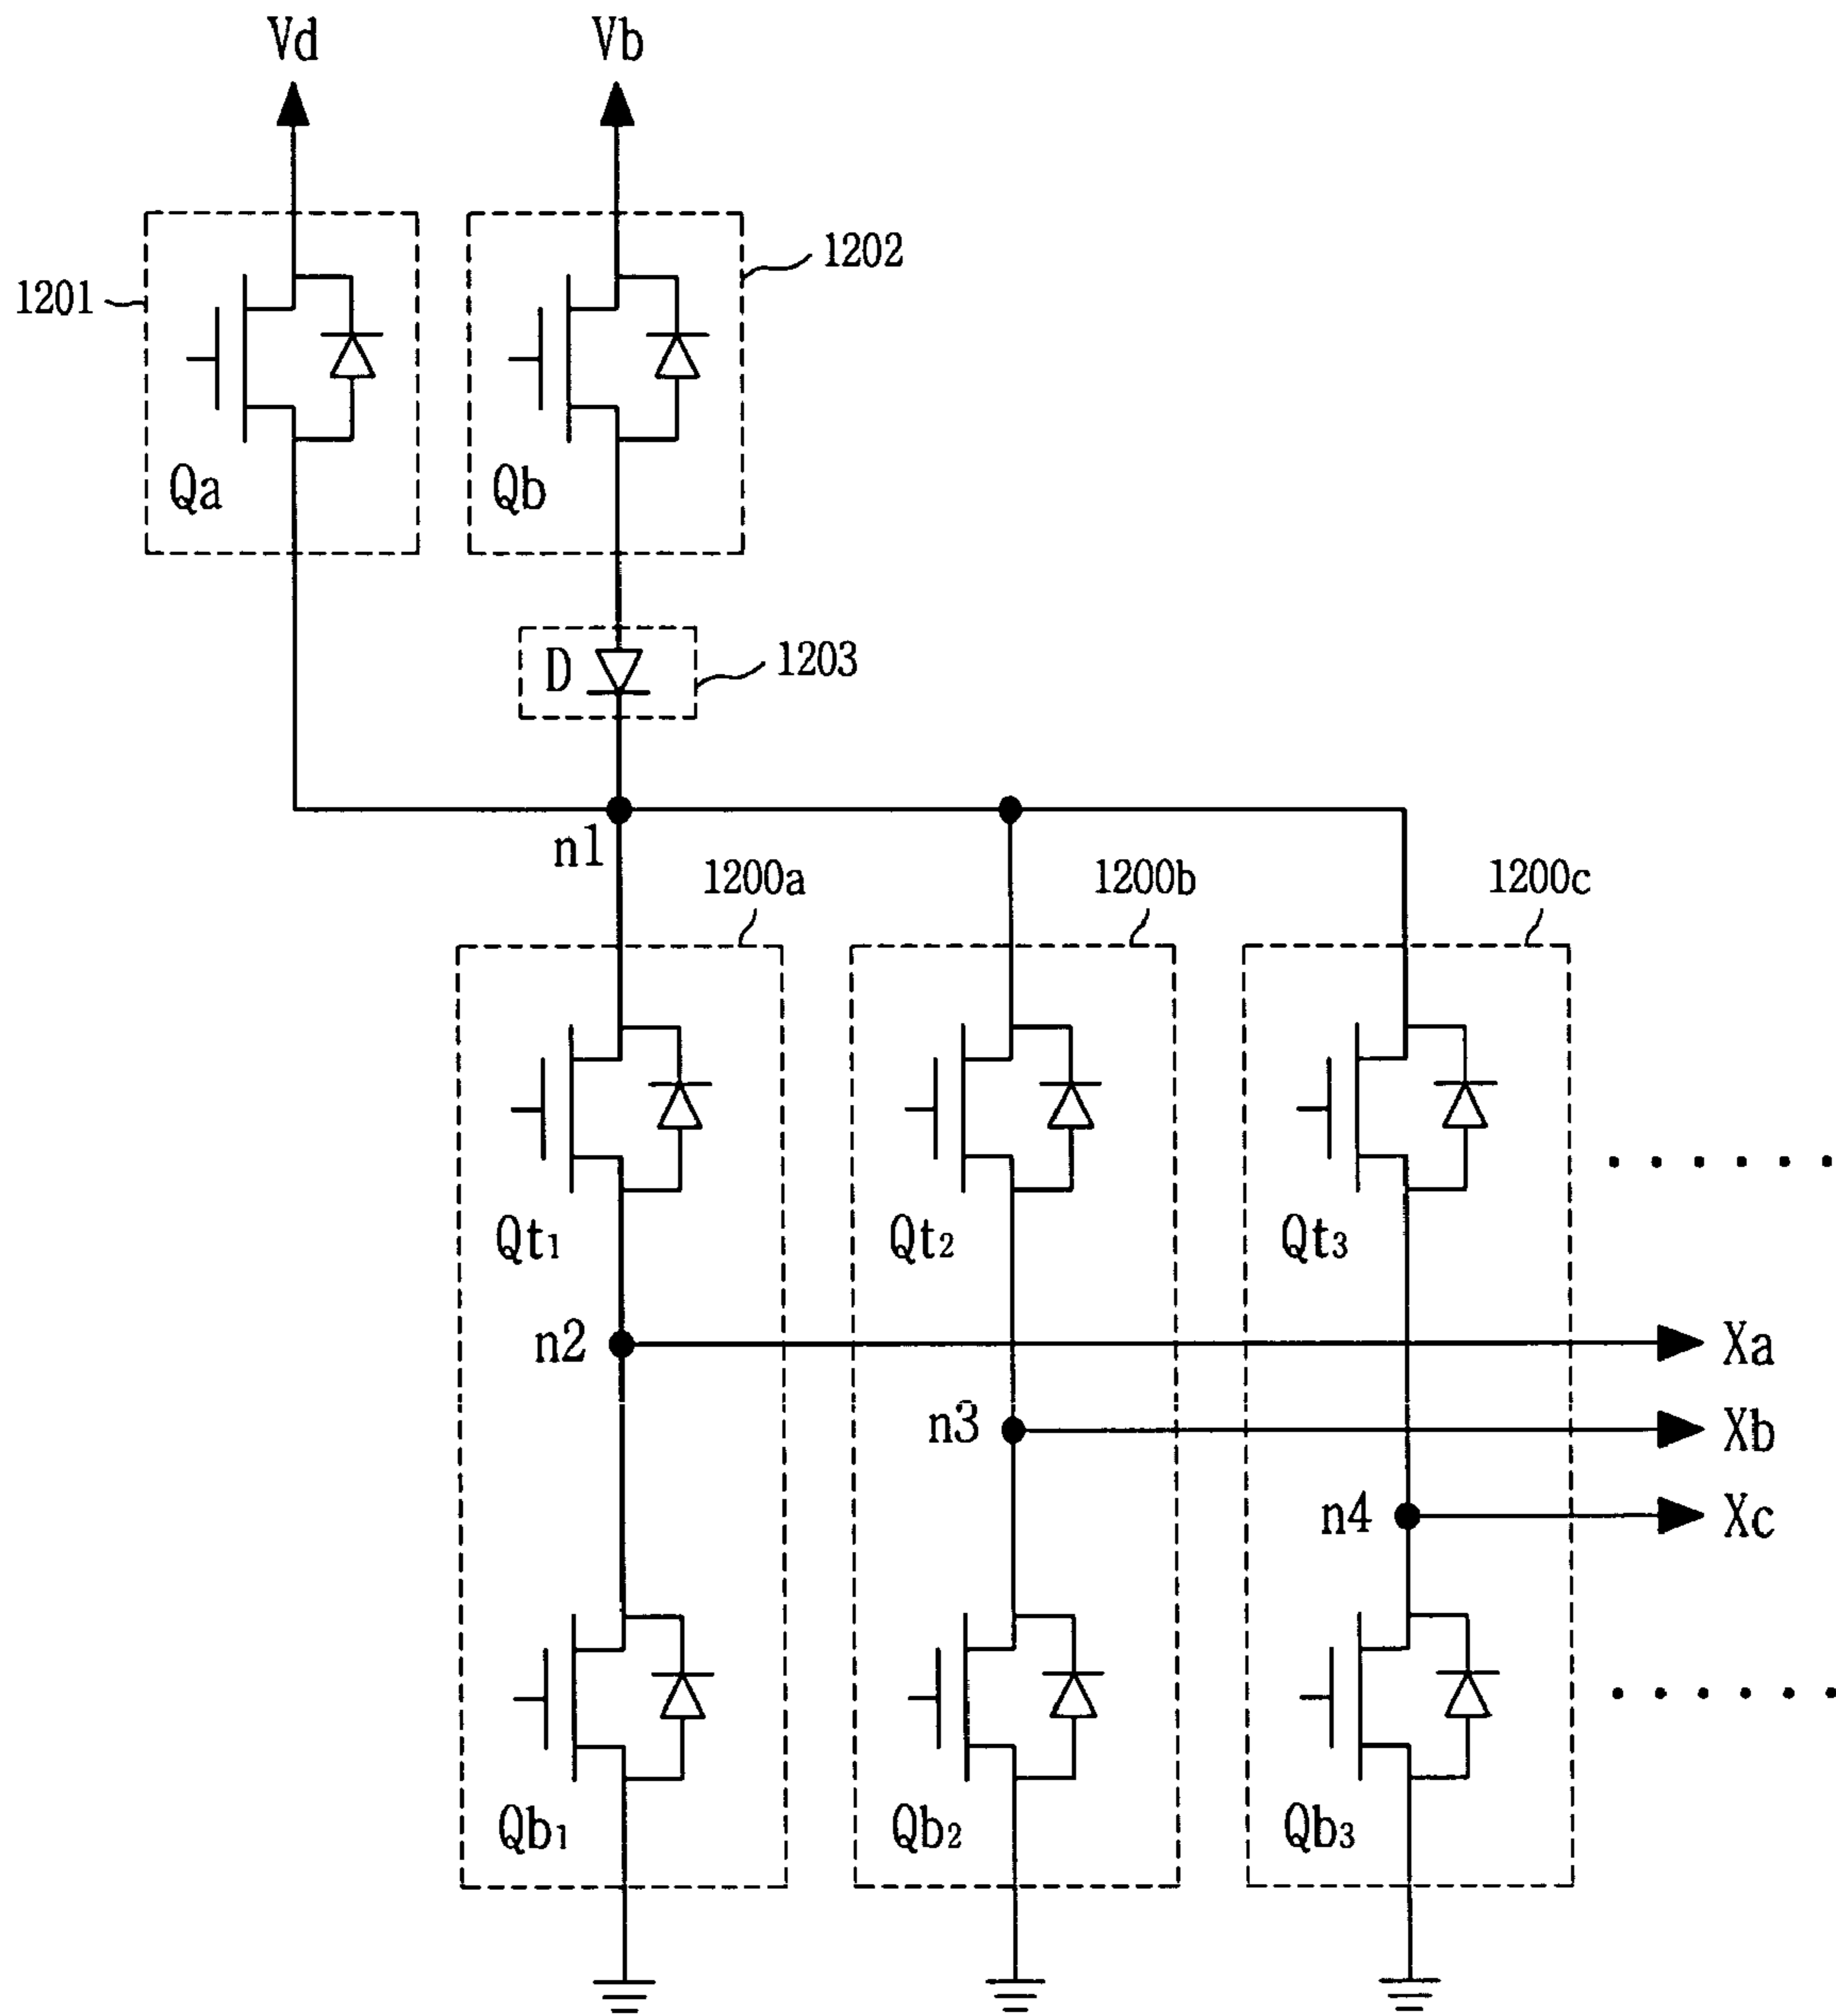 Vd Vb
1202
1201
Qa Qb
D 1203
n1
1200a 1200b 1200c
Qt1 Qt2 Qt3
n2 Xa
n3 Xb
n4 Xc
Qb1 Qb2 Qb3